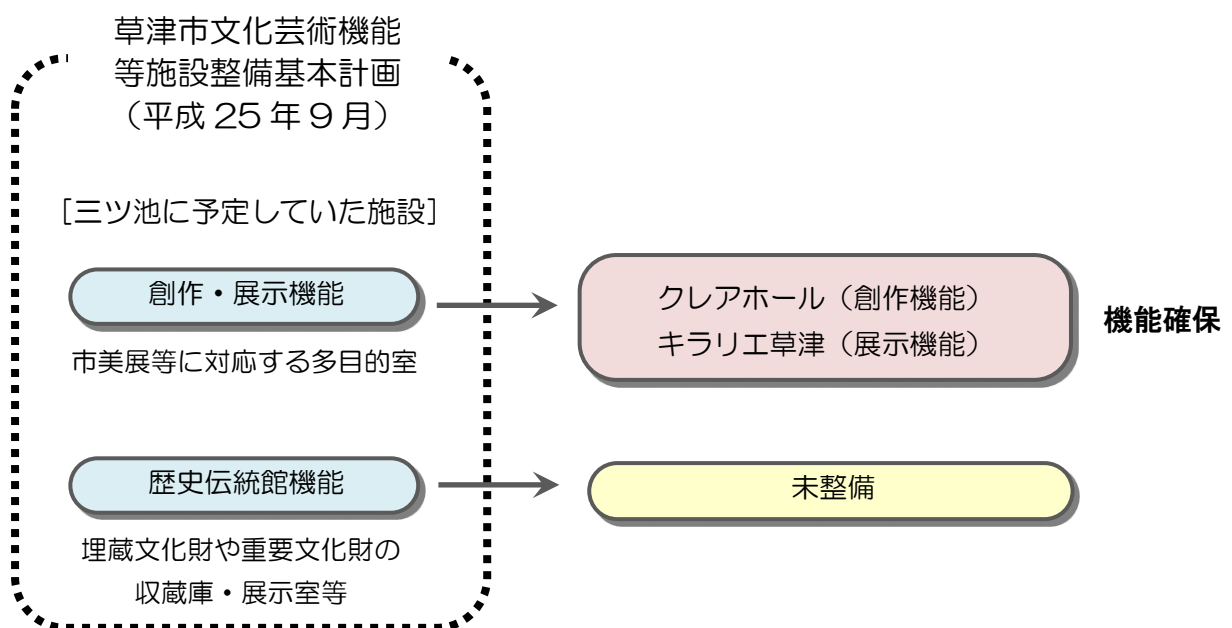 草津市文化芸術機能
等施設整備基本計画
（平成 25 年 9 月）
［三ツ池に予定していた施設］
創作・展示機能
市美展等に対応する多目的室
クレアホール（創作機能）
キラリエ草津（展示機能）
機能確保
歴史伝統館機能
埋蔵文化財や重要文化財の
収蔵庫・展示室等
未整備